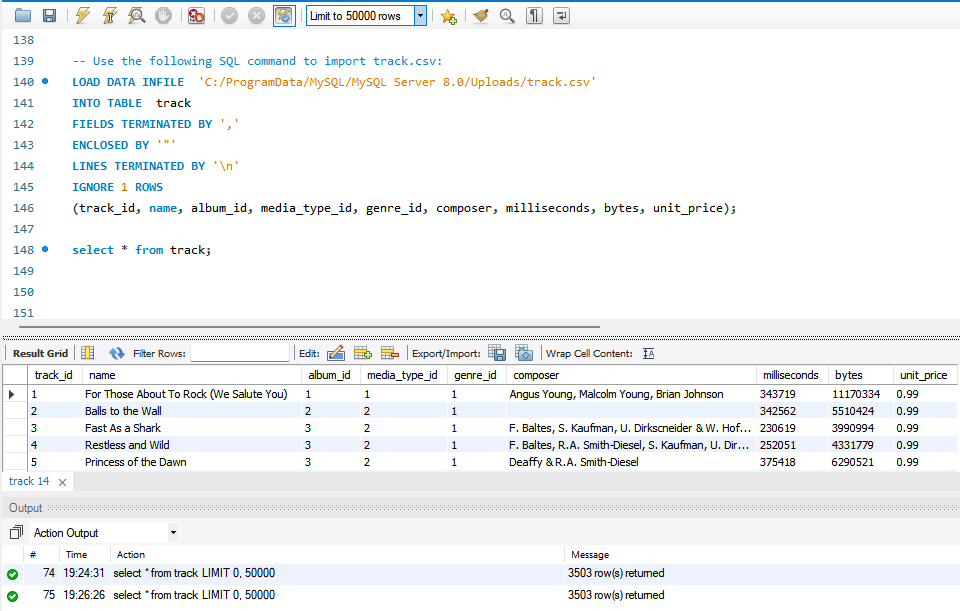 Limit to 50000 rows
138
139 -- Use the following SQL command to import track.csv:
140 LOAD DATA INFILE  'C:/ProgramData/MySQL/MySQL Server 8.0/Uploads/track.csv'
141 INTO TABLE  track
142 FIELDS TERMINATED BY ','
143 ENCLOSED BY '"'
144 LINES TERMINATED BY '\n'
145 IGNORE 1 ROWS
146 (track_id, name, album_id, media_type_id, genre_id, composer, milliseconds, bytes, unit_price);
147
148 select * from track;
149
150
151
Result Grid Filter Rows: Edit: Export/Import: Wrap Cell Content: IA
track_id name album_id media_type_id genre_id composer milliseconds bytes unit_price
1 For Those About To Rock (We Salute You) 1 1 1 Angus Young, Malcolm Young, Brian Johnson 343719 11170334 0.99
2 Balls to the Wall 2 2 1 342562 5510424 0.99
3 Fast As a Shark 3 2 1 F. Baltes, S. Kaufman, U. Dirkscneider & W. Hof... 230619 3990994 0.99
4 Restless and Wild 3 2 1 F. Baltes, R.A. Smith-Diesel, S. Kaufman, U. Dir... 252051 4331779 0.99
5 Princess of the Dawn 3 2 1 Deaffy & R.A. Smith-Diesel 375418 6290521 0.99
track 14
Output
Action Output
# Time Action Message
74 19:24:31 select * from track LIMIT 0, 50000 3503 row(s) returned
75 19:26:26 select * from track LIMIT 0, 50000 3503 row(s) returned